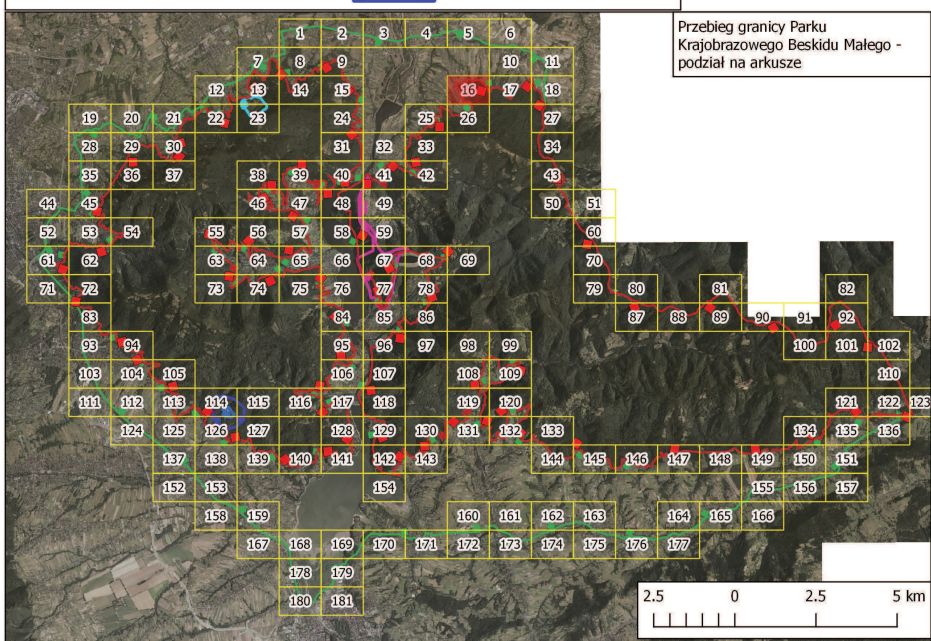 Przebieg granicy Parku
Krajobrazowego Beskidu Małego -
podział na arkusze
1 2 3 4 5 6
7 8 9 10 11
12 13 14 15 16 17 18
19 20 21 22 23 24 25 26 27
28 29 30 31 32 33 34
35 36 37 38 39 40 41 42 43
44 45 46 47 48 49 50 51
52 53 54 55 56 57 58 59 60
61 62 63 64 65 66 67 68 69 70
71 72 73 74 75 76 77 78 79 80 81 82
83 84 85 86 87 88 89 90 91 92
93 94 95 96 97 98 99 100 101 102
103 104 105 106 107 108 109 110
111 112 113 114 115 116 117 118 119 120 121 122 123
124 125 126 127 128 129 130 131 132 133 134 135 136
137 138 139 140 141 142 143 144 145 146 147 148 149 150 151
152 153 154 155 156 157
158 159 160 161 162 163 164 165 166
167 168 169 170 171 172 173 174 175 176 177
178 179
180 181
2.5 0 2.5 5 km